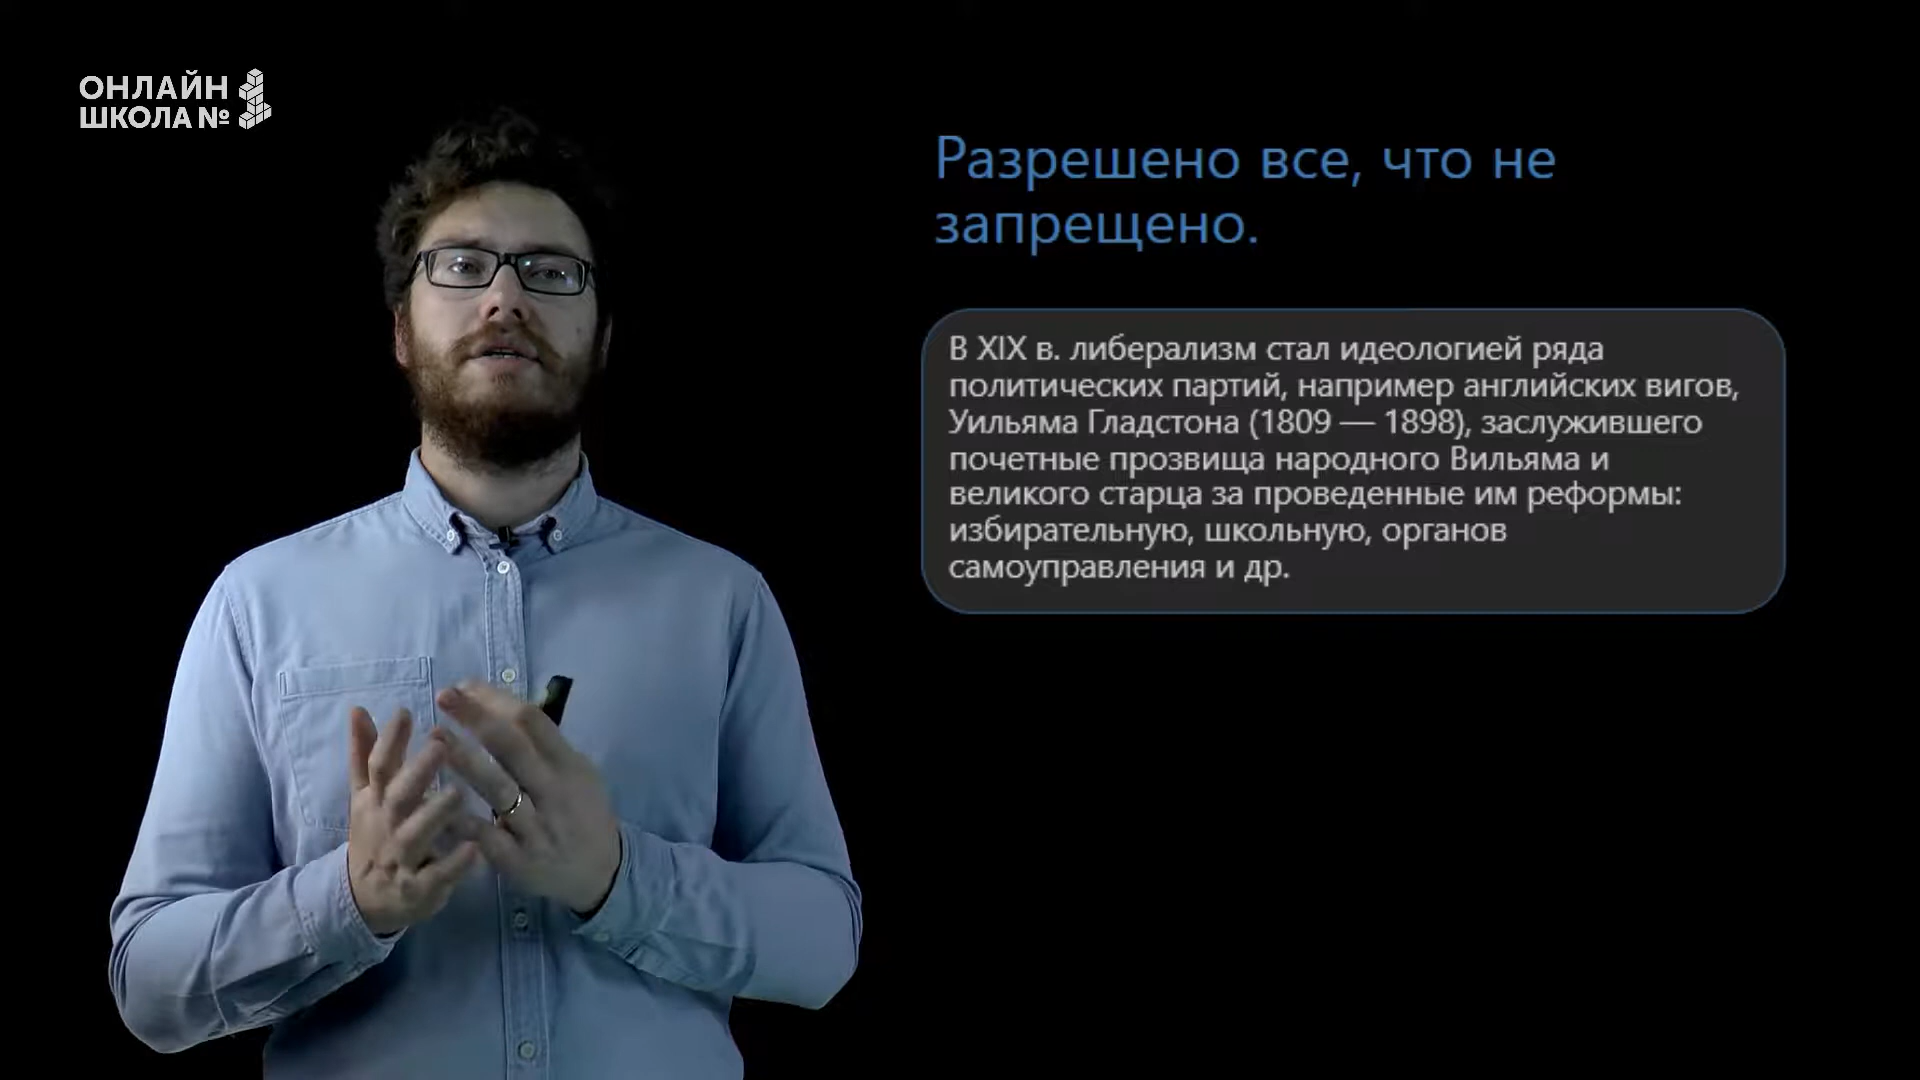 ОНЛАЙН
ШКОЛА №
Разрешено все, что не
запрещено.
В XIX в. либерализм стал идеологией ряда
политических партий, например английских вигов,
Уильяма Гладстона (1809 — 1898), заслужившего
почетные прозвища народного Вильяма и
великого старца за проведенные им реформы:
избирательную, школьную, органов
самоуправления и др.